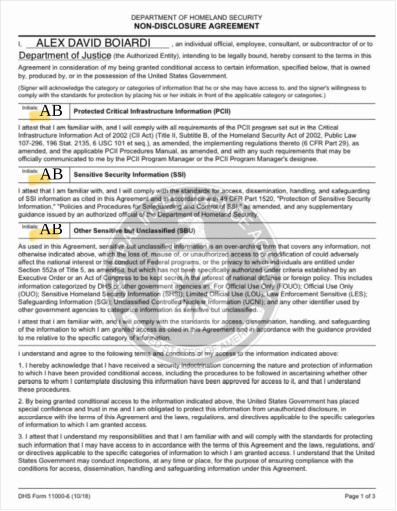 DEPARTMENT OF HOMELAND SECURITY
NON-DISCLOSURE AGREEMENT
I, ALEX DAVID BOIARDI, an individual official, employee, consultant, or subcontractor of or to
Department of Justice (the Authorized Entity), intending to be legally bound, hereby consent to the terms in this
Agreement in consideration of my being granted conditional access to certain information, specified below, that is owned
by, produced by, or in the possession of the United States Government.
(Signer will acknowledge the category or categories of information that he or she may have access to, and the signer's willingness to
comply with the standards for protection by placing his or her initials in front of the applicable category or categories.)
Initials: AB Protected Critical Infrastructure Information (PCII)
I attest that I am familiar with, and I will comply with all requirements of the PCII program set out in the Critical
Infrastructure Information Act of 2002 (CII Act) (Title II, Subtitle B, of the Homeland Security Act of 2002, Public Law
107-296, 196 Stat. 2135, 6 USC 101 et seq.), as amended, the implementing regulations thereto (6 CFR Part 29), as
amended, and the applicable PCII Procedures Manual, as amended, and with any such requirements that may be
officially communicated to me by the PCII Program Manager or the PCII Program Manager's designee.
Initials: AB Sensitive Security Information (SSI)
I attest that I am familiar with, and I will comply with the standards for access, dissemination, handling, and safeguarding
of SSI information as cited in this Agreement and in accordance with 49 CFR Part 1520, "Protection of Sensitive Security
Information," "Policies and Procedures for Safeguarding and Control of SSI," as amended, and any supplementary
guidance issued by an authorized official of the Department of Homeland Security.
Initials: AB Other Sensitive but Unclassified (SBU)
As used in this Agreement, sensitive but unclassified information is an over-arching term that covers any information, not
otherwise indicated above, which the loss of, misuse of, or unauthorized access to or modification of could adversely
affect the national interest or the conduct of Federal programs, or the privacy to which individuals are entitled under
Section 552a of Title 5, as amended, but which has not been specifically authorized under criteria established by an
Executive Order or an Act of Congress to be kept secret in the interest of national defense or foreign policy. This includes
information categorized by DHS or other government agencies as: For Official Use Only (FOUO); Official Use Only
(OUO); Sensitive Homeland Security Information (SHSI); Limited Official Use (LOU); Law Enforcement Sensitive (LES);
Safeguarding Information (SGI); Unclassified Controlled Nuclear Information (UCNI); and any other identifier used by
other government agencies to categorize information as sensitive but unclassified.
I attest that I am familiar with, and I will comply with the standards for access, dissemination, handling, and safeguarding
of the information to which I am granted access as cited in this Agreement and in accordance with the guidance provided
to me relative to the specific category of information.
I understand and agree to the following terms and conditions of my access to the information indicated above:
1. I hereby acknowledge that I have received a security indoctrination concerning the nature and protection of information
to which I have been provided conditional access, including the procedures to be followed in ascertaining whether other
persons to whom I contemplate disclosing this information have been approved for access to it, and that I understand
these procedures.
2. By being granted conditional access to the information indicated above, the United States Government has placed
special confidence and trust in me and I am obligated to protect this information from unauthorized disclosure, in
accordance with the terms of this Agreement and the laws, regulations, and directives applicable to the specific categories
of information to which I am granted access.
3. I attest that I understand my responsibilities and that I am familiar with and will comply with the standards for protecting
such information that I may have access to in accordance with the terms of this Agreement and the laws, regulations, and/
or directives applicable to the specific categories of information to which I am granted access. I understand that the United
States Government may conduct inspections, at any time or place, for the purpose of ensuring compliance with the
conditions for access, dissemination, handling and safeguarding information under this Agreement.
DHS Form 11000-6 (10/18)
Page 1 of 3